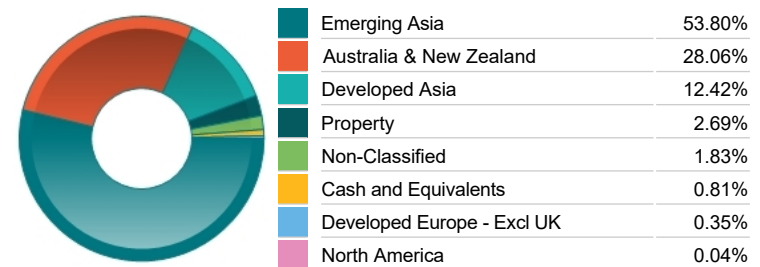 Emerging Asia 53.80%
Australia & New Zealand 28.06%
Developed Asia 12.42%
Property 2.69%
Non-Classified 1.83%
Cash and Equivalents 0.81%
Developed Europe - Excl UK 0.35%
North America 0.04%